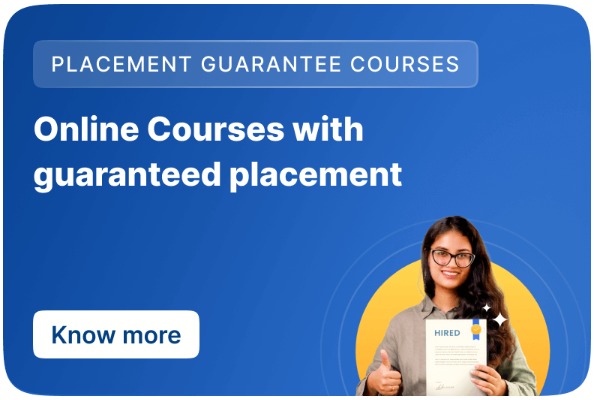 PLACEMENT GUARANTEE COURSES
Online Courses with
guaranteed placement
Know more
HIRED